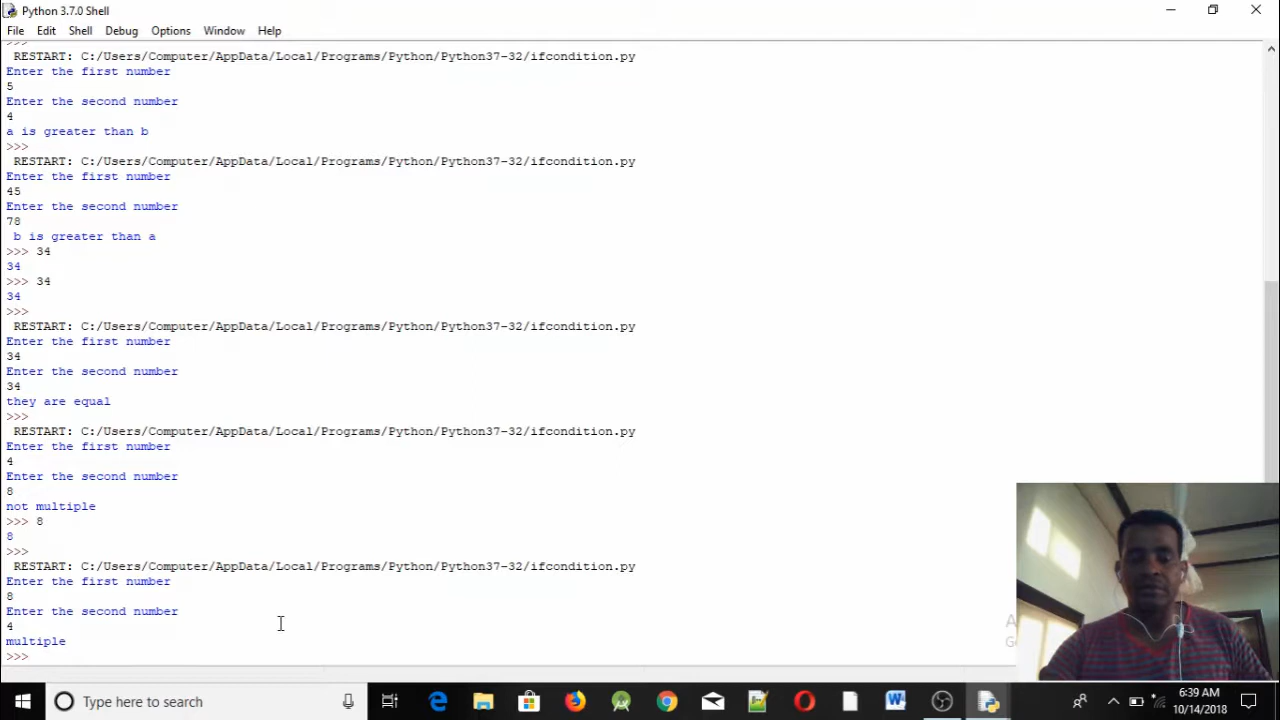 Python 3.7.0 Shell
File Edit Shell Debug Options Window Help
>>>
RESTART: C:/Users/Computer/AppData/Local/Programs/Python/Python37-32/ifcondition.py
Enter the first number
5
Enter the second number
4
a is greater than b
>>>
RESTART: C:/Users/Computer/AppData/Local/Programs/Python/Python37-32/ifcondition.py
Enter the first number
45
Enter the second number
78
b is greater than a
>>> 34
34
>>> 34
34
>>>
RESTART: C:/Users/Computer/AppData/Local/Programs/Python/Python37-32/ifcondition.py
Enter the first number
34
Enter the second number
34
they are equal
>>>
RESTART: C:/Users/Computer/AppData/Local/Programs/Python/Python37-32/ifcondition.py
Enter the first number
4
Enter the second number
8
not multiple
>>> 8
8
>>>
RESTART: C:/Users/Computer/AppData/Local/Programs/Python/Python37-32/ifcondition.py
Enter the first number
8
Enter the second number
4
multiple
>>>
Type here to search
6:39 AM
10/14/2018